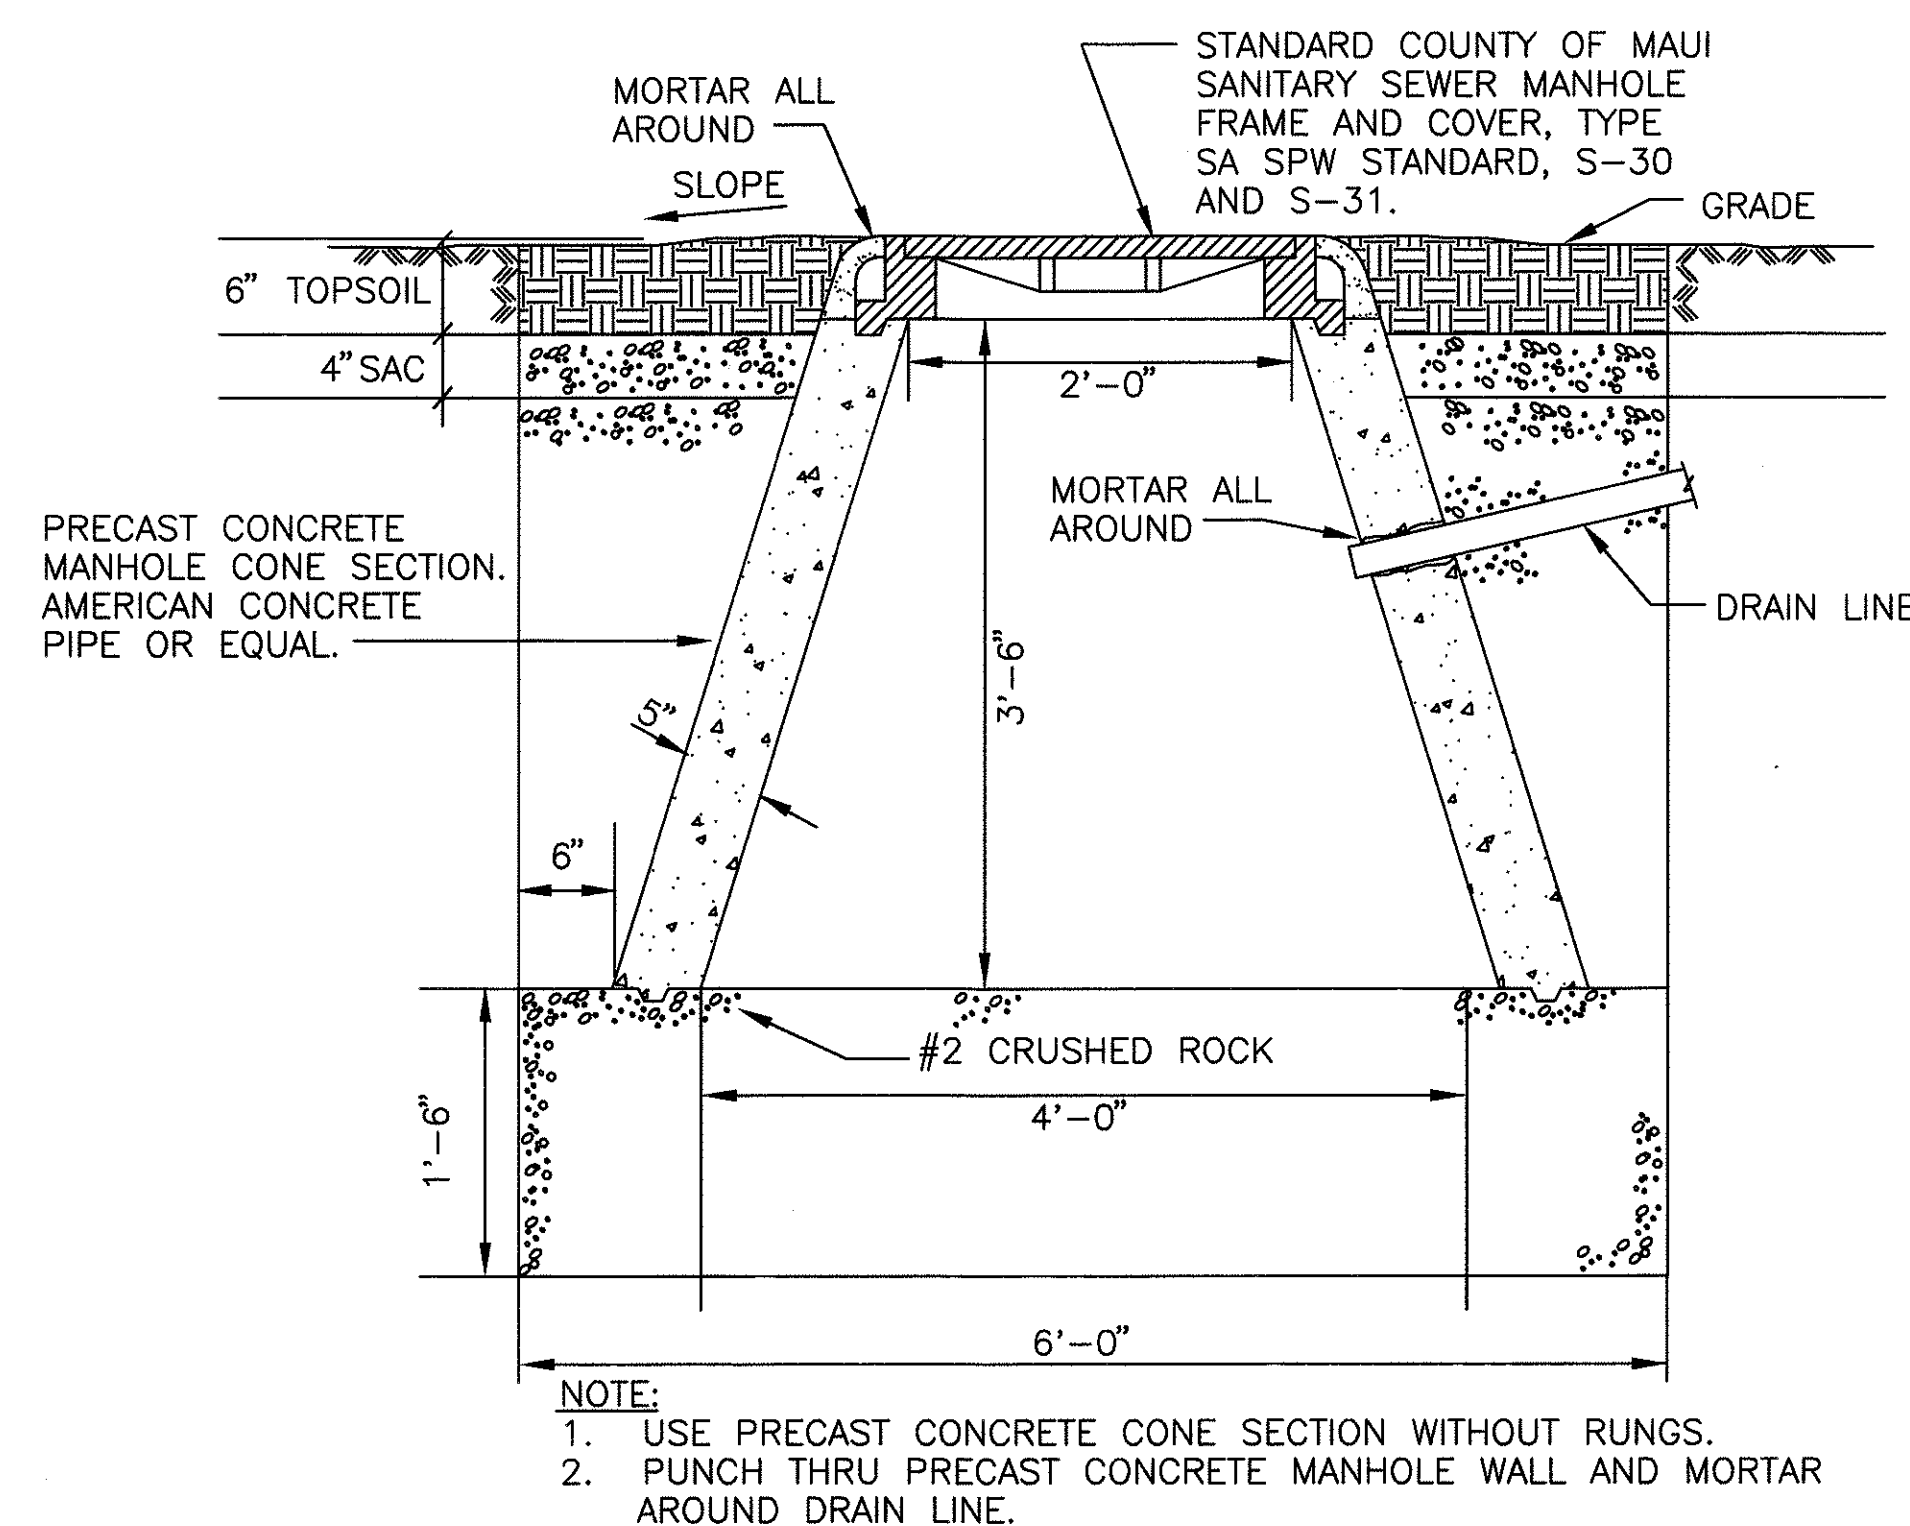 STANDARD COUNTY OF MAUI
SANITARY SEWER MANHOLE
FRAME AND COVER, TYPE
SA SPW STANDARD, S-30
AND S-31.
MORTAR ALL
AROUND
SLOPE
GRADE
6" TOPSOIL
4" SAC
2'-0"
MORTAR ALL
AROUND
PRECAST CONCRETE
MANHOLE CONE SECTION.
AMERICAN CONCRETE
PIPE OR EQUAL.
DRAIN LINE
3'-6"
5"
6"
#2 CRUSHED ROCK
4'-0"
1'-6"
6'-0"
NOTE:
1. USE PRECAST CONCRETE CONE SECTION WITHOUT RUNGS.
2. PUNCH THRU PRECAST CONCRETE MANHOLE WALL AND MORTAR
AROUND DRAIN LINE.